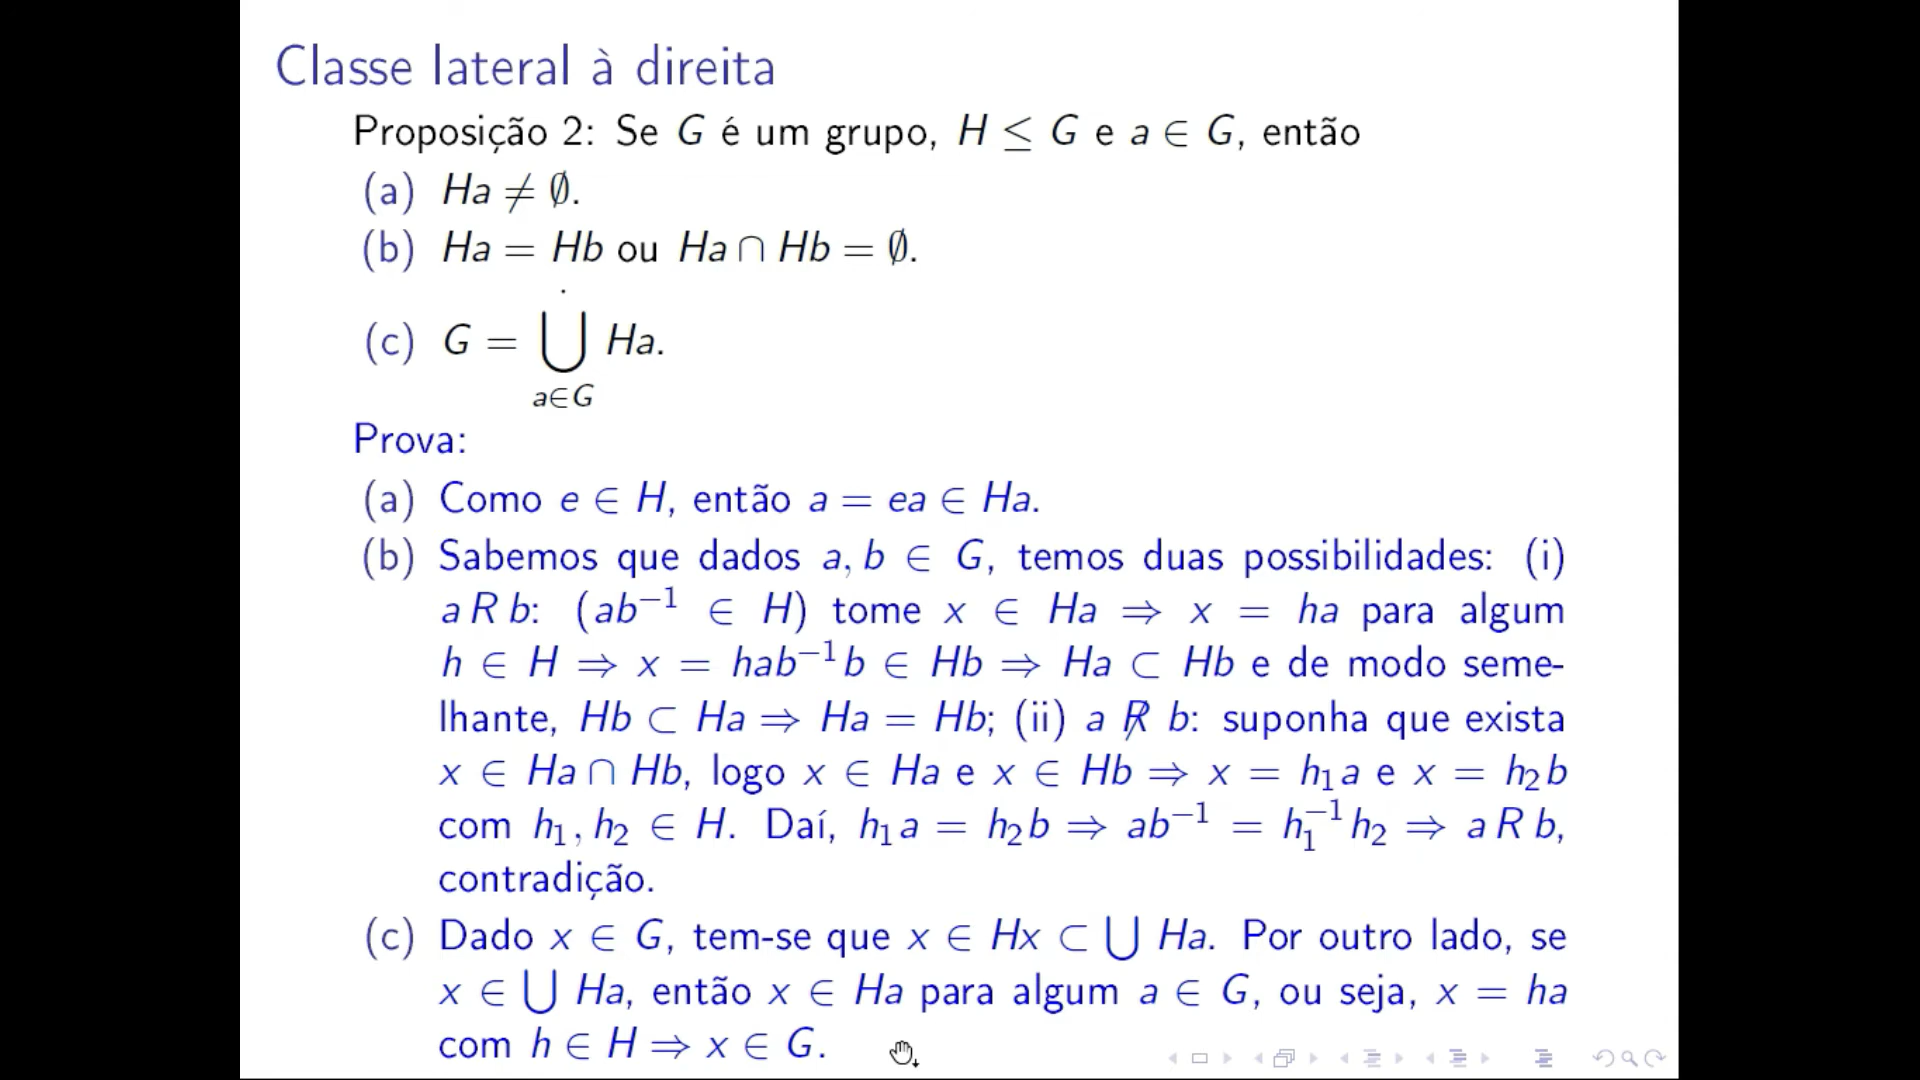 Classe lateral à direita
Proposição 2: Se G é um grupo, H ≤ G e a ∈ G, então
(a) Ha ≠ ∅.
(b) Ha = Hb ou Ha ∩ Hb = ∅.
(c) G = ⋃̇ Ha.
a∈G
Prova:
(a) Como e ∈ H, então a = ea ∈ Ha.
(b) Sabemos que dados a, b ∈ G, temos duas possibilidades: (i)
a R b: (ab⁻¹ ∈ H) tome x ∈ Ha ⇒ x = ha para algum
h ∈ H ⇒ x = hab⁻¹b ∈ Hb ⇒ Ha ⊂ Hb e de modo seme-
lhante, Hb ⊂ Ha ⇒ Ha = Hb; (ii) a R̸ b: suponha que exista
x ∈ Ha ∩ Hb, logo x ∈ Ha e x ∈ Hb ⇒ x = h₁a e x = h₂b
com h₁, h₂ ∈ H. Daí, h₁a = h₂b ⇒ ab⁻¹ = h₁⁻¹h₂ ⇒ a R b,
contradição.
(c) Dado x ∈ G, tem-se que x ∈ Hx ⊂ ⋃ Ha. Por outro lado, se
x ∈ ⋃ Ha, então x ∈ Ha para algum a ∈ G, ou seja, x = ha
com h ∈ H ⇒ x ∈ G.